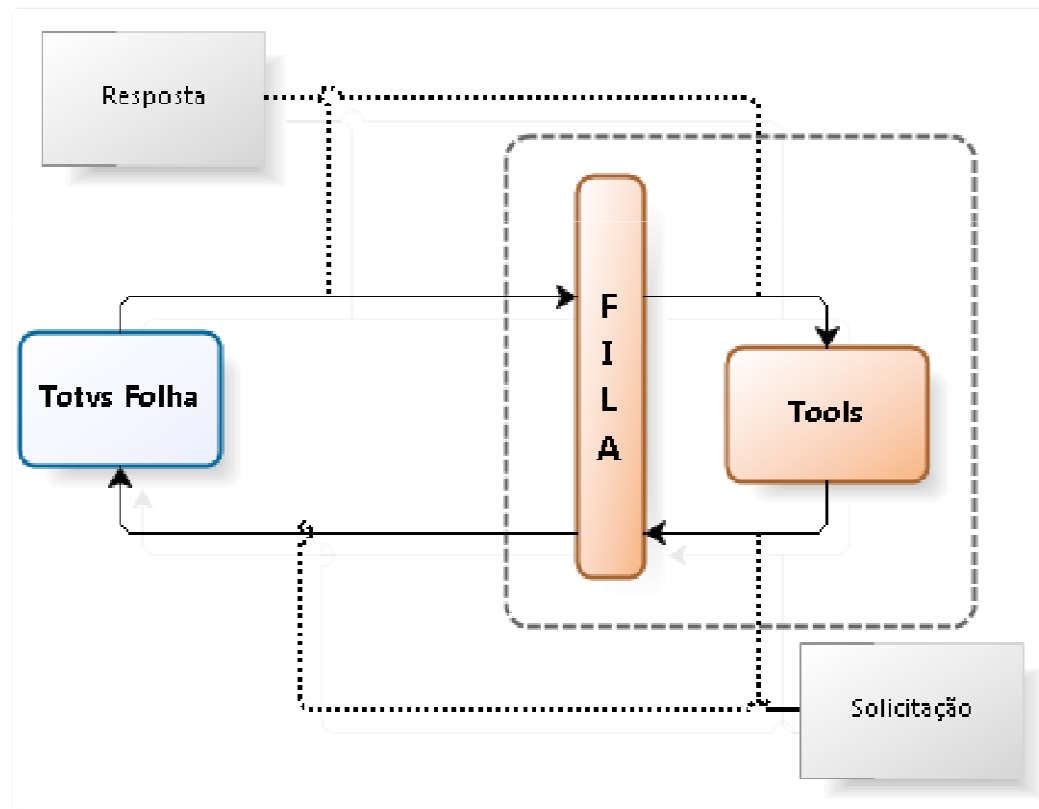 Resposta
F
I
L
A
Totvs Folha
Tools
Solicitação